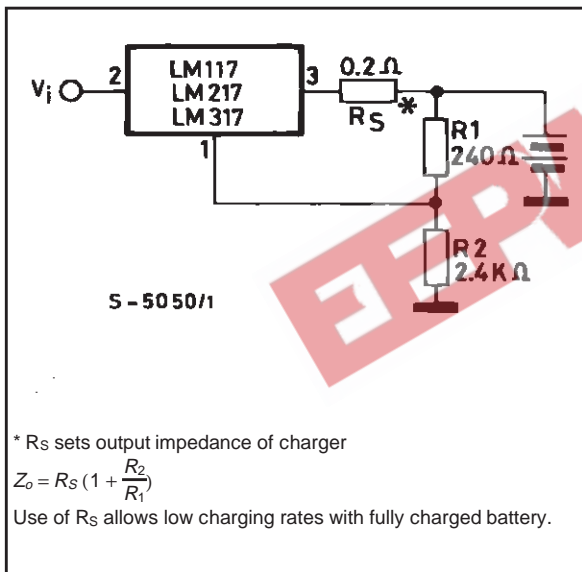 LM117
LM217
LM317
Vi
2
3
1
0.2Ω
RS
*
R1
240Ω
R2
2.4KΩ
S-5050/1
EEPW
* RS sets output impedance of charger
Zo = RS (1 + R2/R1)
Use of RS allows low charging rates with fully charged battery.